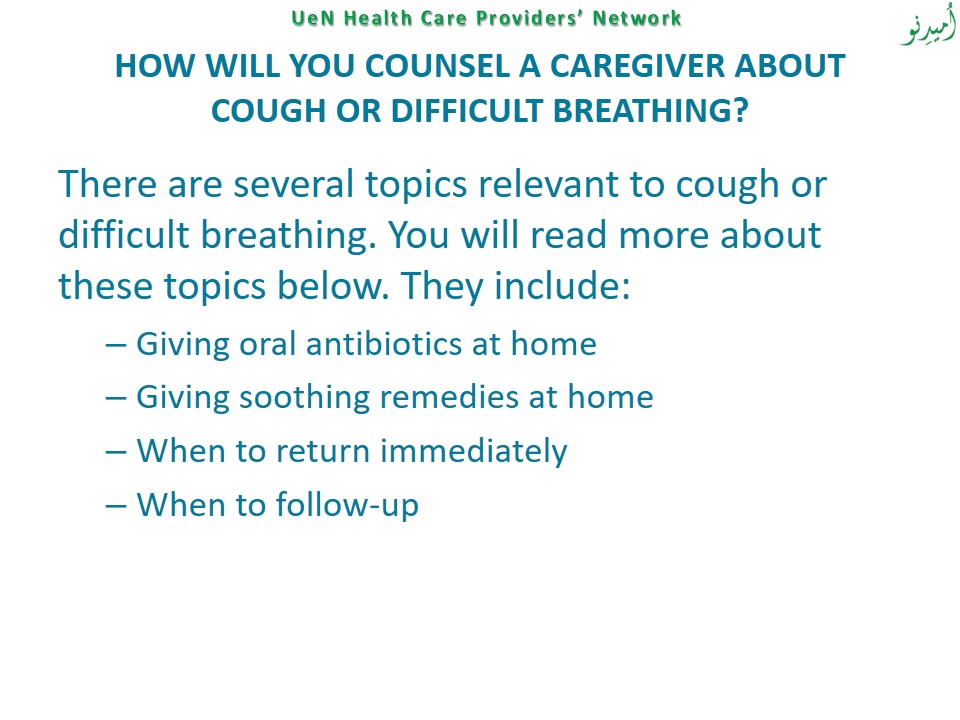 UeN Health Care Providers’ Network
اُمیدِنو
HOW WILL YOU COUNSEL A CAREGIVER ABOUT
COUGH OR DIFFICULT BREATHING?
There are several topics relevant to cough or
difficult breathing. You will read more about
these topics below. They include:
– Giving oral antibiotics at home
– Giving soothing remedies at home
– When to return immediately
– When to follow-up